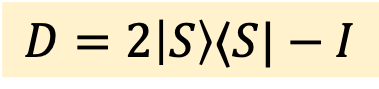 D = 2|S⟩⟨S| − I